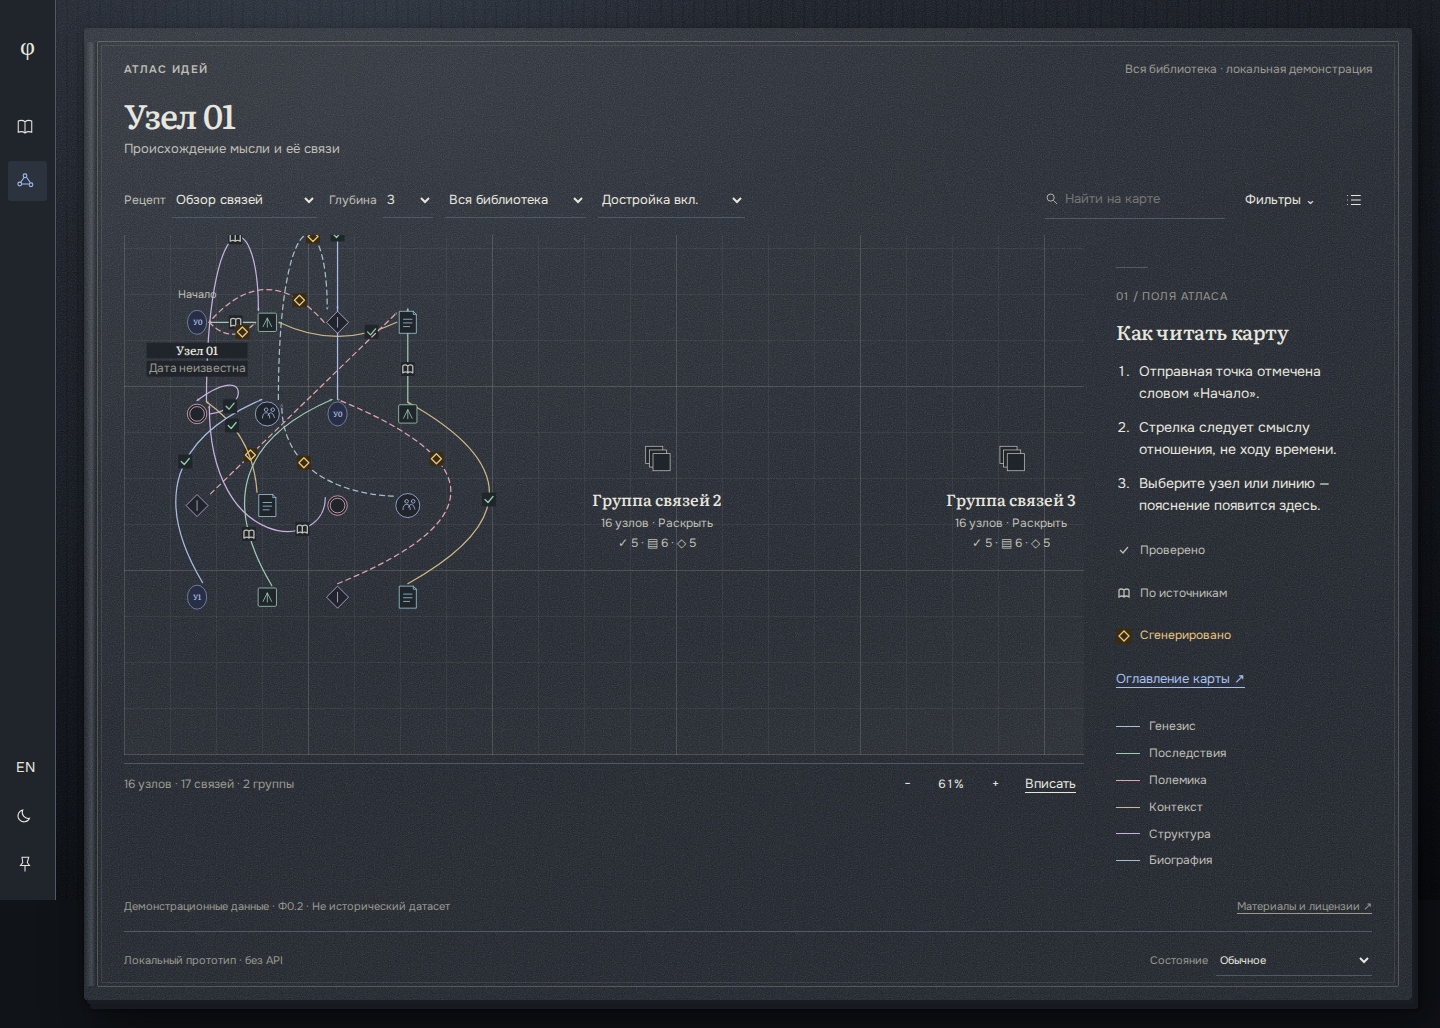 φ
АТЛАС ИДЕЙ
Вся библиотека · локальная демонстрация
Узел 01
Происхождение мысли и её связи
Рецепт Обзор связей Глубина 3 Вся библиотека Достройка вкл.
Найти на карте Фильтры
Начало
У0
Узел 01
Дата неизвестна
У0
У1
Группа связей 2
16 узлов · Раскрыть
✓ 5 · ▤ 6 · ◇ 5
Группа связей 3
16 узлов · Раскрыть
✓ 5 · ▤ 6 · ◇ 5
16 узлов · 17 связей · 2 группы
− 61% + Вписать
01 / ПОЛЯ АТЛАСА
Как читать карту
1. Отправная точка отмечена
словом «Начало».
2. Стрелка следует смыслу
отношения, не ходу времени.
3. Выберите узел или линию —
пояснение появится здесь.
Проверено
По источникам
Сгенерировано
Оглавление карты ↗
Генезис
Последствия
Полемика
Контекст
Структура
Биография
EN
Демонстрационные данные · Ф0.2 · Не исторический датасет
Материалы и лицензии ↗
Локальный прототип · без API
Состояние Обычное